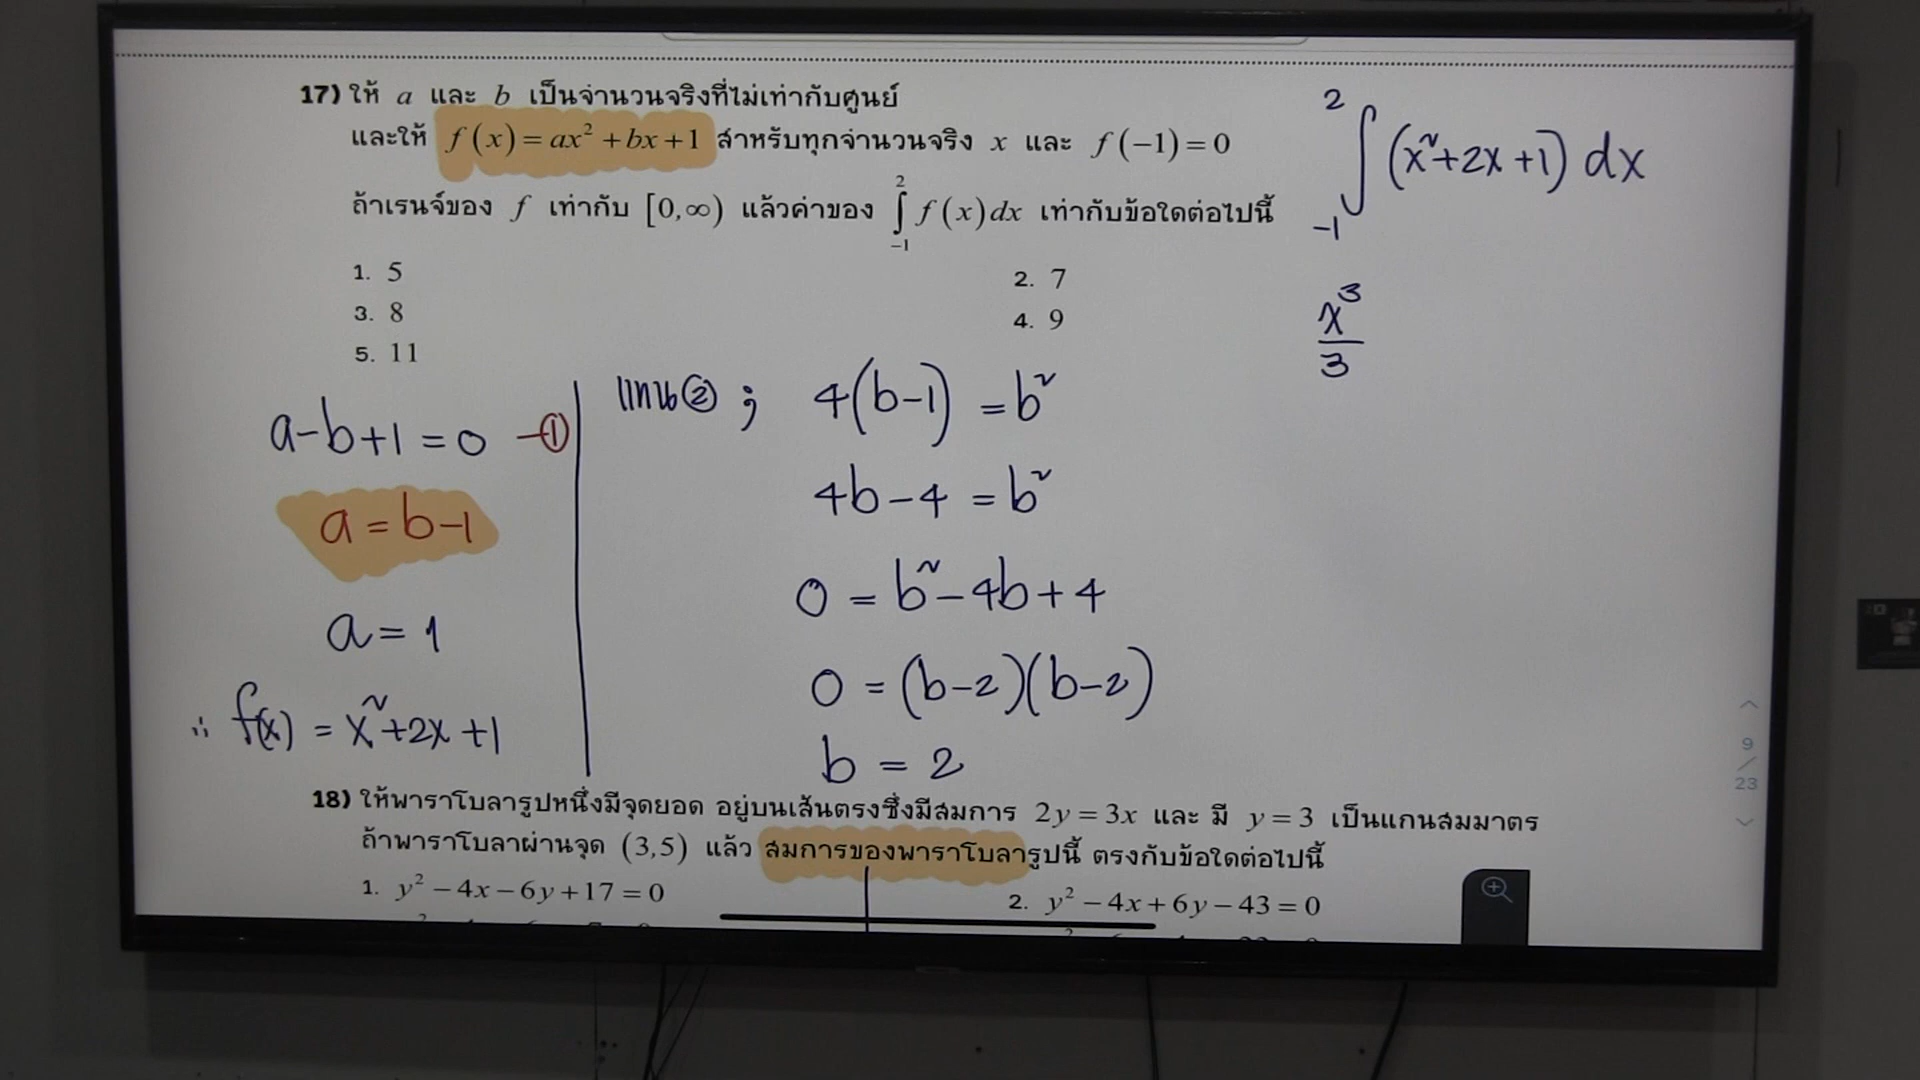 17) ให้ a และ b เป็นจำนวนจริงที่ไม่เท่ากับศูนย์
และให้ f(x) = ax² + bx + 1 สำหรับทุกจำนวนจริง x และ f(−1) = 0
ถ้าเรนจ์ของ f เท่ากับ [0,∞) แล้วค่าของ ∫₋₁² f(x)dx เท่ากับข้อใดต่อไปนี้
1. 5
2. 7
3. 8
4. 9
5. 11
∫₋₁² (x²+2x+1) dx
x³/3
a−b+1 = 0 −①
a = b−1
a = 1
∴ f(x) = x²+2x+1
แทน② ; 4(b−1) = b²
4b−4 = b²
0 = b²−4b+4
0 = (b−2)(b−2)
b = 2
18) ให้พาราโบลารูปหนึ่งมีจุดยอด อยู่บนเส้นตรงซึ่งมีสมการ 2y = 3x และ มี y = 3 เป็นแกนสมมาตร
ถ้าพาราโบลาผ่านจุด (3,5) แล้ว สมการของพาราโบลารูปนี้ ตรงกับข้อใดต่อไปนี้
1. y² − 4x − 6y + 17 = 0
2. y² − 4x + 6y − 43 = 0
9
/
23